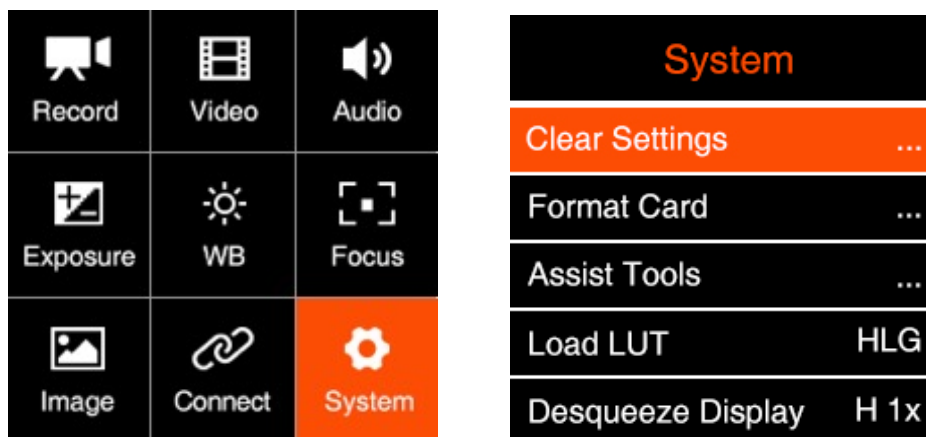 Record
Video
Audio
Exposure
WB
Focus
Image
Connect
System
System
Clear Settings ...
Format Card ...
Assist Tools ...
Load LUT HLG
Desqueeze Display H 1x